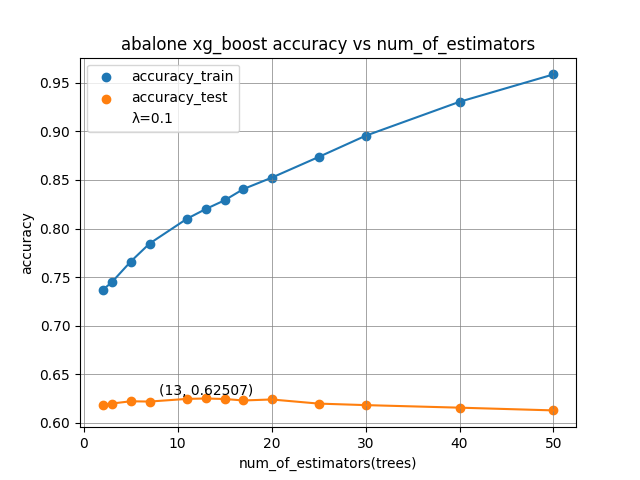 abalone xg_boost accuracy vs num_of_estimators
accuracy_train
accuracy_test
λ=0.1
accuracy
0.95
0.90
0.85
0.80
0.75
0.70
0.65
0.60
(13, 0.62507)
0 10 20 30 40 50
num_of_estimators(trees)